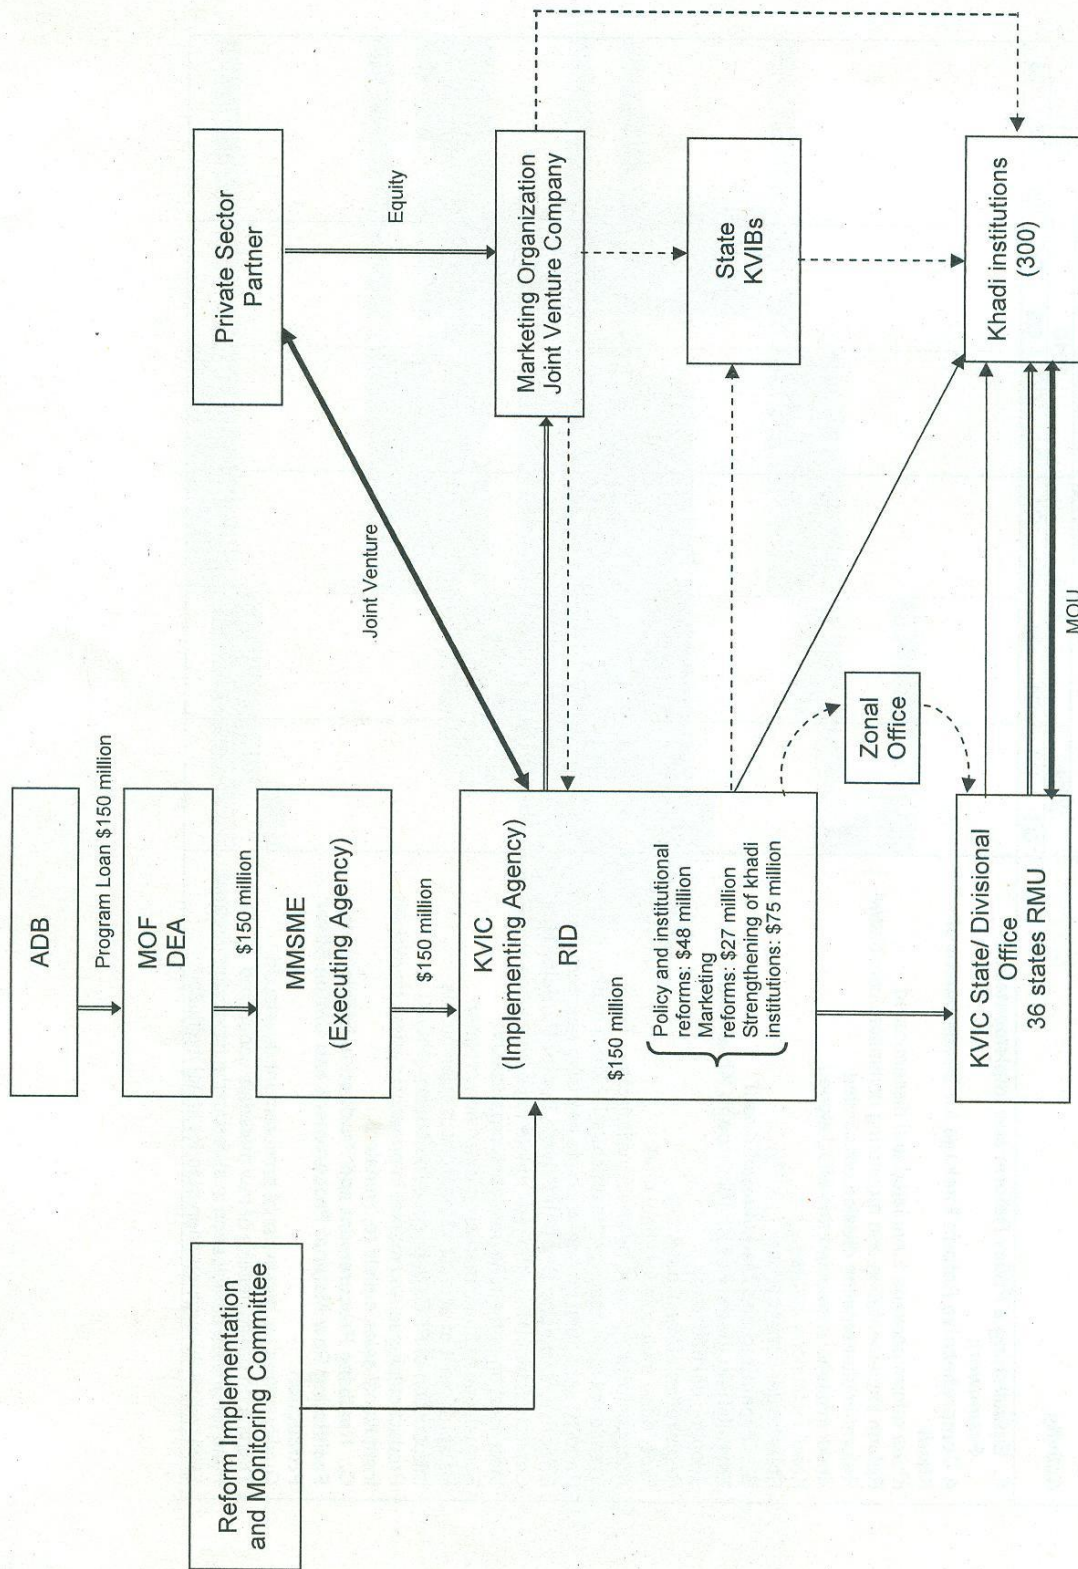 ADB
Program Loan $150 million
MOF
DEA
$150 million
MMSME
(Executing Agency)
$150 million
Reform Implementation
and Monitoring Committee
KVIC
(Implementing Agency)
RID
$150 million
Policy and institutional
reforms: $48 million
Marketing
reforms: $27 million
Strengthening of khadi
institutions: $75 million
Joint Venture
Private Sector
Partner
Equity
Marketing Organization
Joint Venture Company
State
KVIBs
Zonal
Office
KVIC State/ Divisional
Office
36 states RMU
MOU
Khadi institutions
(300)